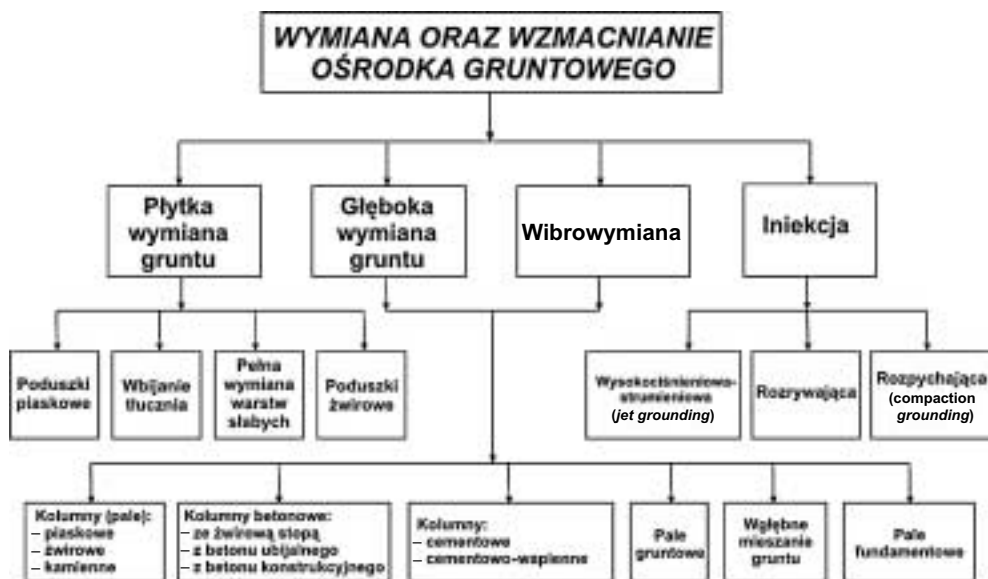 WYMIANA ORAZ WZMACNIANIE
OŚRODKA GRUNTOWEGO
Płytka
wymiana
gruntu
Głęboka
wymiana
gruntu
Wibrowymiana
Iniekcja
Poduszki
piaskowe
Wbijanie
tłucznia
Pełna
wymiana
warstw
słabych
Poduszki
żwirowe
Wysokociśnieniowa-
strumieniowa
(jet grounding)
Rozrywająca
Rozpychająca
(compaction
grounding)
Kolumny (pale):
– piaskowe
– żwirowe
– kamienne
Kolumny betonowe:
– ze żwirową stopą
– z betonu ubijalnego
– z betonu konstrukcyjnego
Kolumny:
– cementowe
– cementowo-wapienne
Pale
gruntowe
Wgłębne
mieszanie
gruntu
Pale
fundamentowe